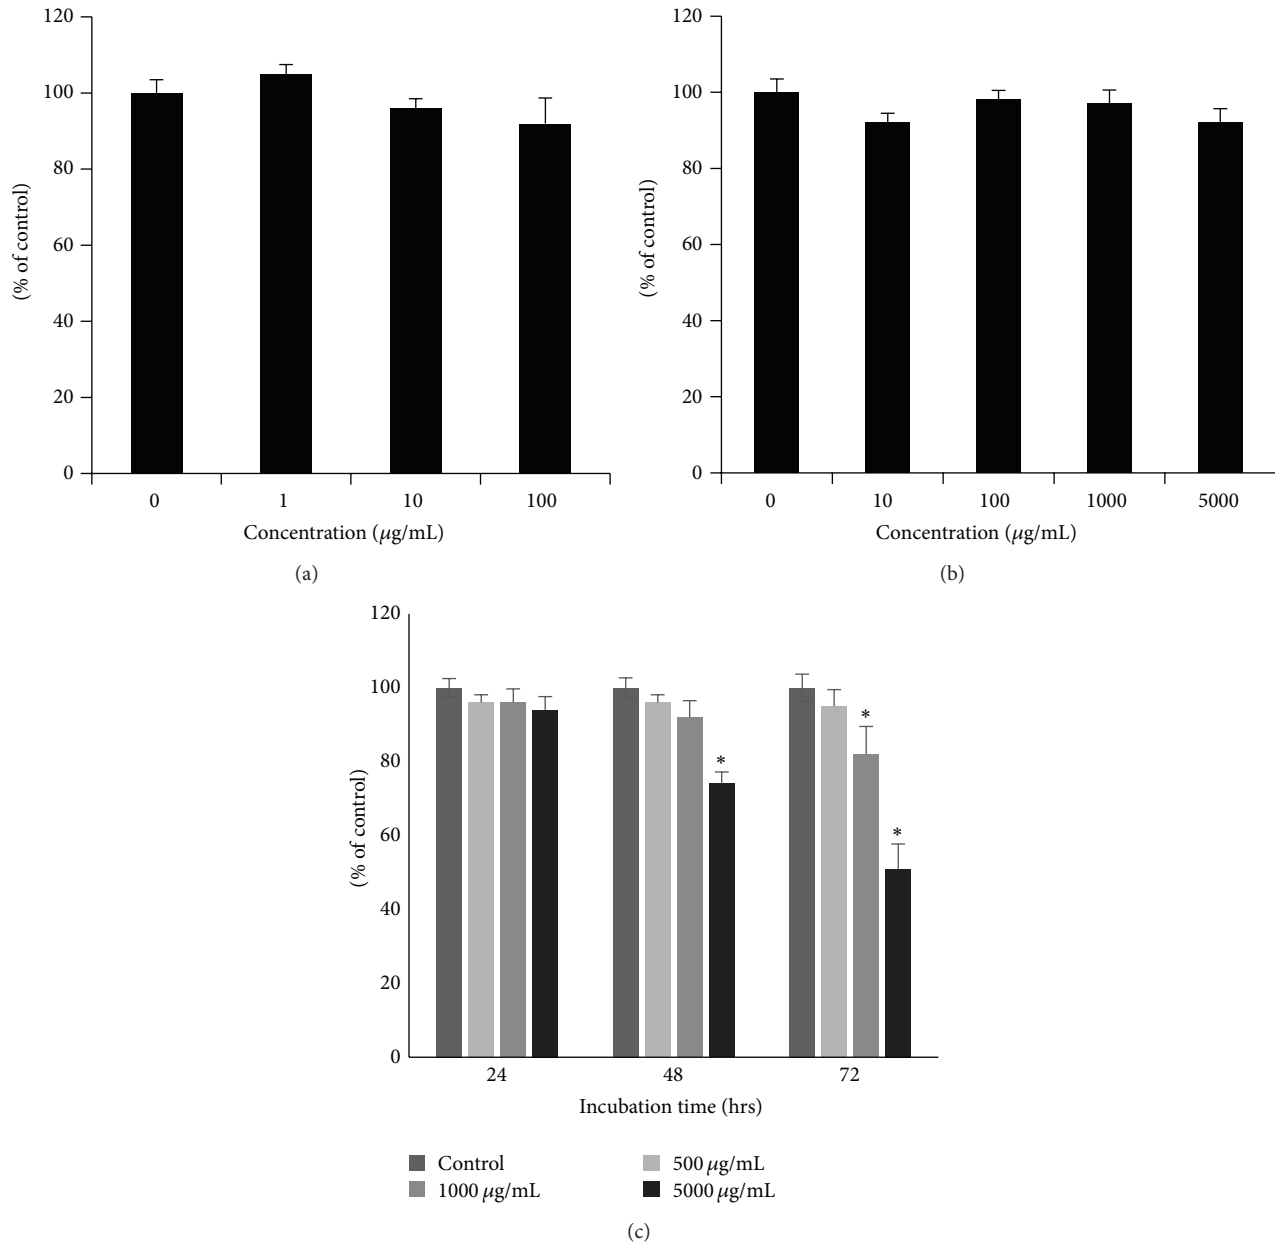 120
100
80
60
40
20
0
(% of control)
0 1 10 100
Concentration (μg/mL)
(a)
120
100
80
60
40
20
0
(% of control)
0 10 100 1000 5000
Concentration (μg/mL)
(b)
120
100
80
60
40
20
0
(% of control)
*
*
*
24 48 72
Incubation time (hrs)
Control 500 μg/mL
1000 μg/mL 5000 μg/mL
(c)